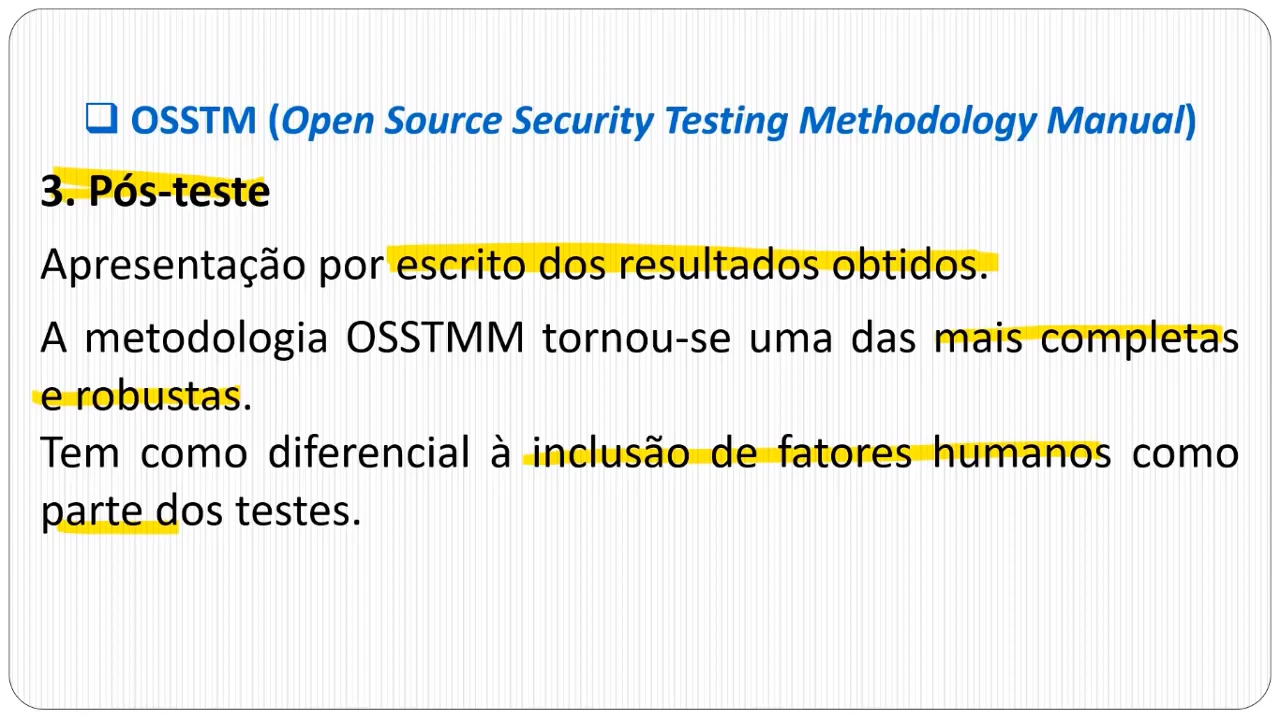 OSSTM (Open Source Security Testing Methodology Manual)
3. Pós-teste
Apresentação por escrito dos resultados obtidos.
A metodologia OSSTMM tornou-se uma das mais completas
e robustas.
Tem como diferencial à inclusão de fatores humanos como
parte dos testes.